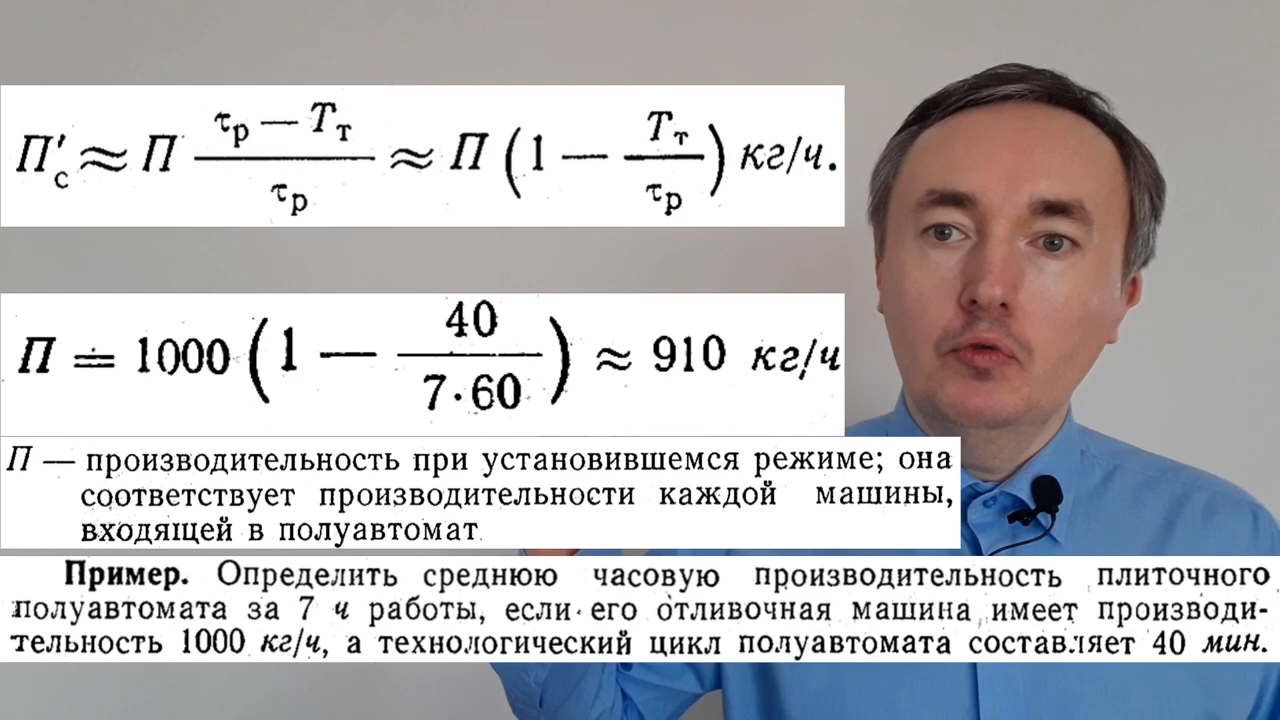 П′с ≈ П (τр — Тт) / τр ≈ П (1 — Тт / τр) кг/ч.
П = 1000 (1 — 40 / 7·60) ≈ 910 кг/ч
П — производительность при установившемся режиме; она
соответствует производительности каждой машины,
входящей в полуавтомат
Пример. Определить среднюю часовую производительность плиточного
полуавтомата за 7 ч работы, если его отливочная машина имеет производи-
тельность 1000 кг/ч, а технологический цикл полуавтомата составляет 40 мин.